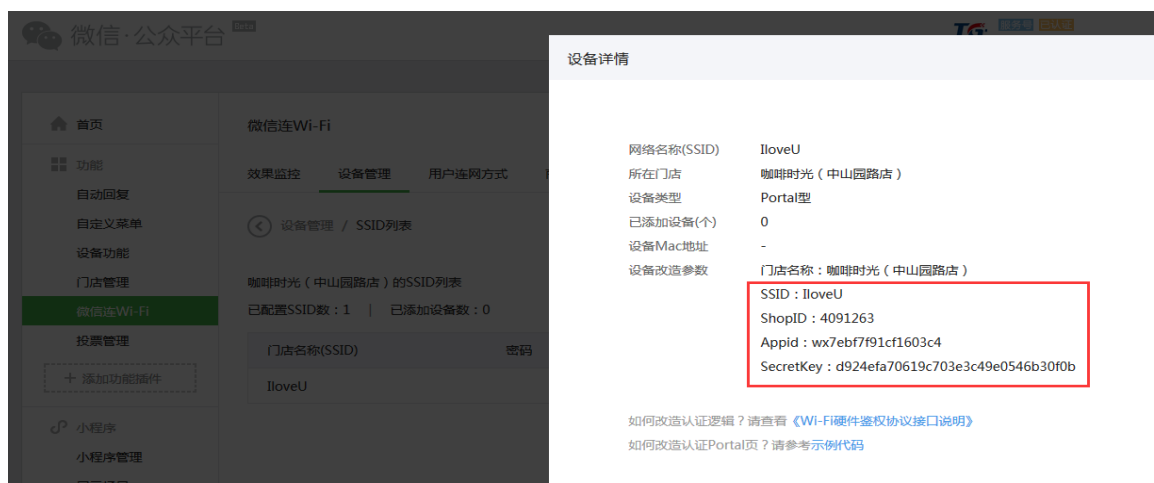 微信·公众平台 Beta
TG 服务号 已认证
设备详情
首页
微信连Wi-Fi
功能
效果监控 设备管理 用户连网方式
自动回复
自定义菜单
设备管理 / SSID列表
设备功能
门店管理
咖啡时光（中山园路店）的SSID列表
微信连Wi-Fi
已配置SSID数：1 | 已添加设备数：0
投票管理
门店名称(SSID) 密码
+ 添加功能插件
IloveU
小程序
小程序管理
网络名称(SSID) IloveU
所在门店 咖啡时光（中山园路店）
设备类型 Portal型
已添加设备(个) 0
设备Mac地址 -
设备改造参数 门店名称：咖啡时光（中山园路店）
SSID：IloveU
ShopID：4091263
Appid：wx7ebf7f91cf1603c4
SecretKey：d924efa70619c703e3c49e0546b30f0b
如何改造认证逻辑？请查看《Wi-Fi硬件鉴权协议接口说明》
如何改造认证Portal页？请参考示例代码